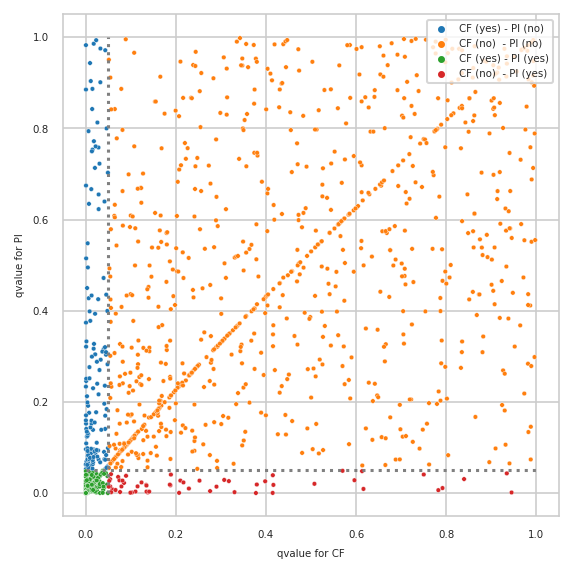 CF (yes) - PI (no)
CF (no)  - PI (no)
CF (yes) - PI (yes)
CF (no)  - PI (yes)
1.0
0.8
0.6
0.4
0.2
0.0
qvalue for PI
0.0 0.2 0.4 0.6 0.8 1.0
qvalue for CF